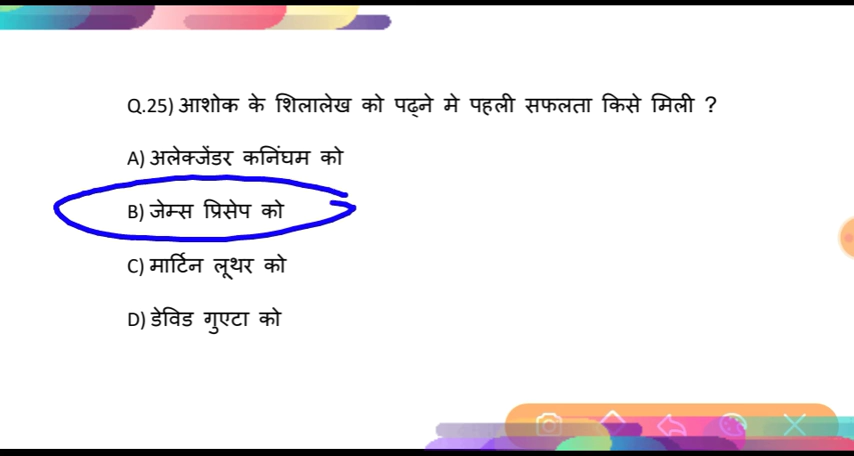 Q.25) आशोक के शिलालेख को पढ्ने मे पहली सफलता किसे मिली ?
A) अलेक्जेंडर कनिंघम को
B) जेम्स प्रिसेप को
C) मार्टिन लूथर को
D) डेविड गुएटा को